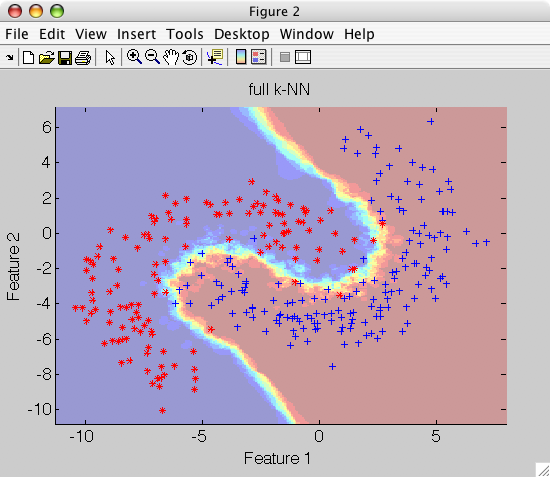 Figure 2
File Edit View Insert Tools Desktop Window Help
full k-NN
6
4
2
0
-2
-4
-6
-8
-10
Feature 2
-10 -5 0 5
Feature 1